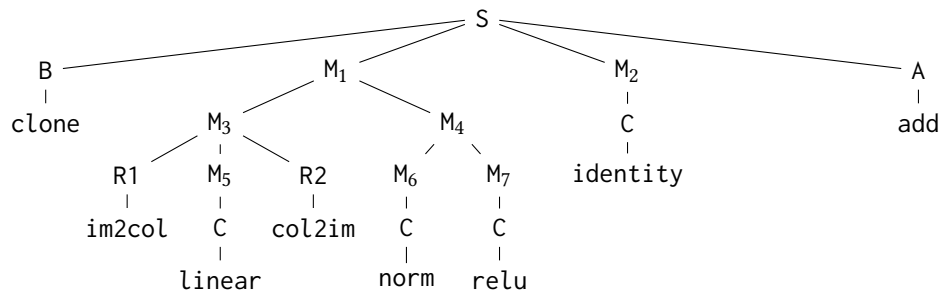 S
B M₁ M₂ A
clone M₃ M₄ C add
R1 M₅ R2 M₆ M₇ identity
im2col C col2im C C
linear norm relu